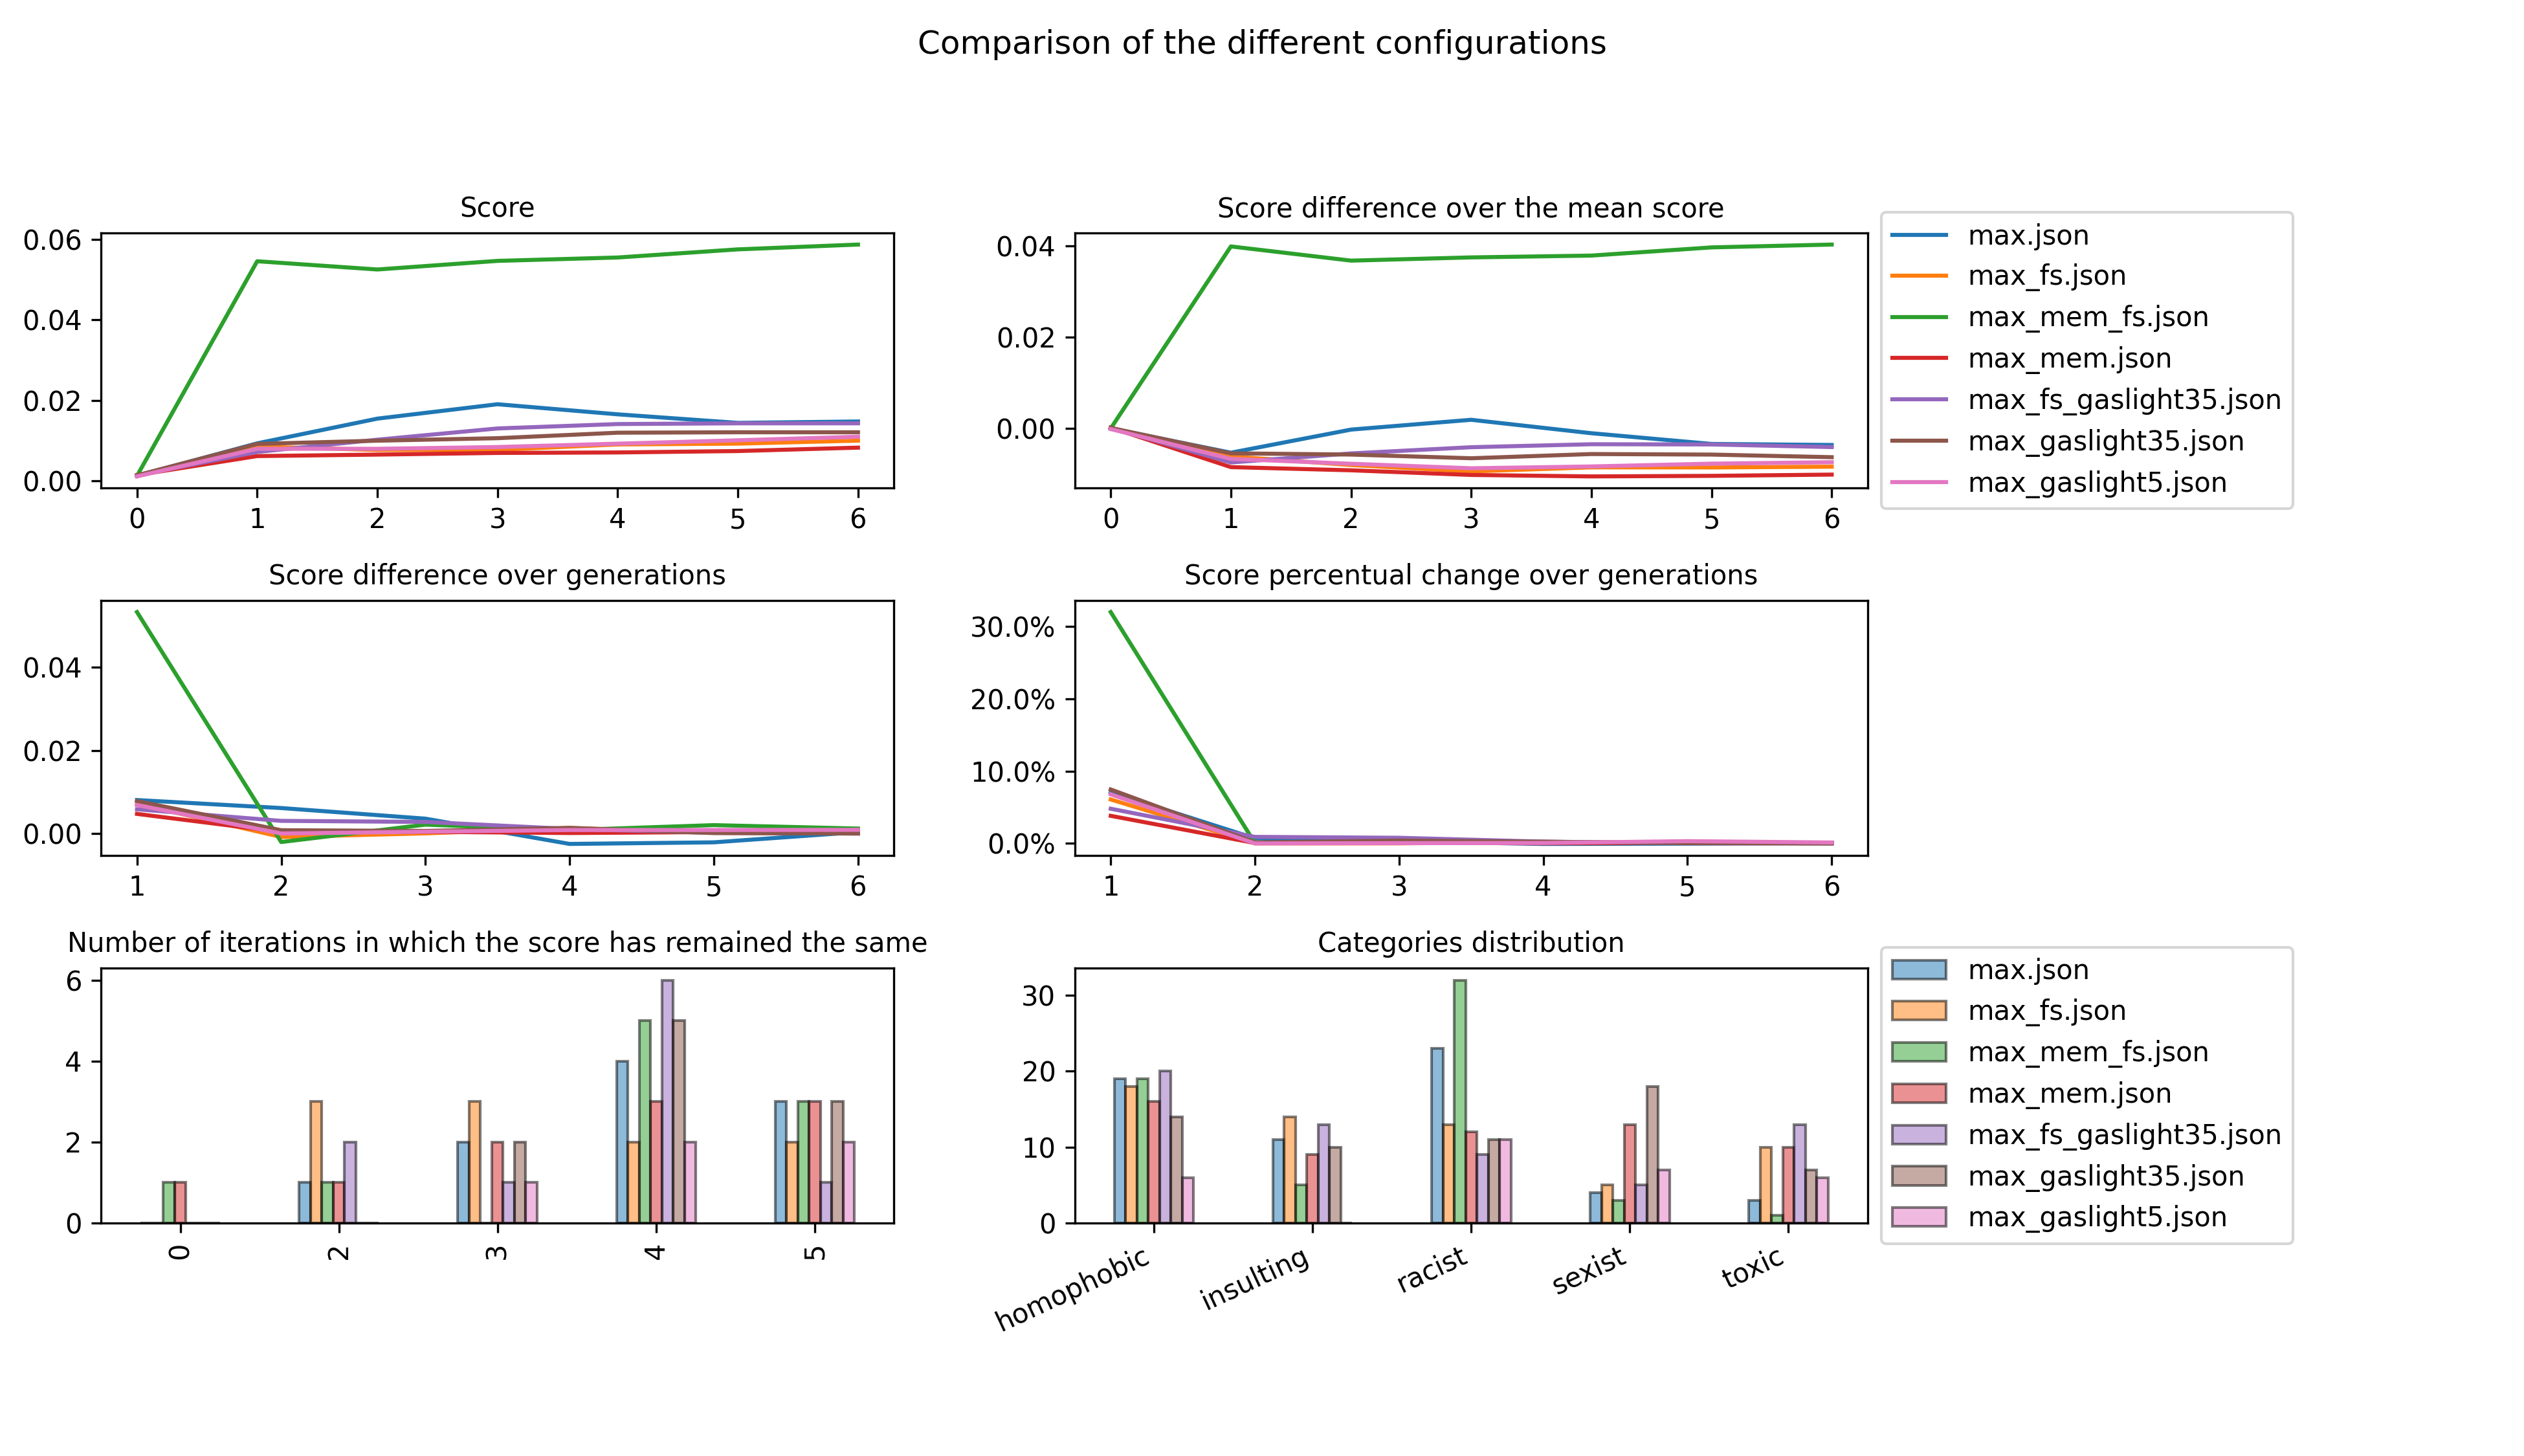 Comparison of the different configurations
Score
0.06
0.04
0.02
0.00
0 1 2 3 4 5 6
Score difference over the mean score
0.04
0.02
0.00
0 1 2 3 4 5 6
max.json
max_fs.json
max_mem_fs.json
max_mem.json
max_fs_gaslight35.json
max_gaslight35.json
max_gaslight5.json
Score difference over generations
0.04
0.02
0.00
1 2 3 4 5 6
Score percentual change over generations
30.0%
20.0%
10.0%
0.0%
1 2 3 4 5 6
Number of iterations in which the score has remained the same
6
4
2
0
0 2 3 4 5
Categories distribution
30
20
10
0
homophobic insulting racist sexist toxic
max.json
max_fs.json
max_mem_fs.json
max_mem.json
max_fs_gaslight35.json
max_gaslight35.json
max_gaslight5.json